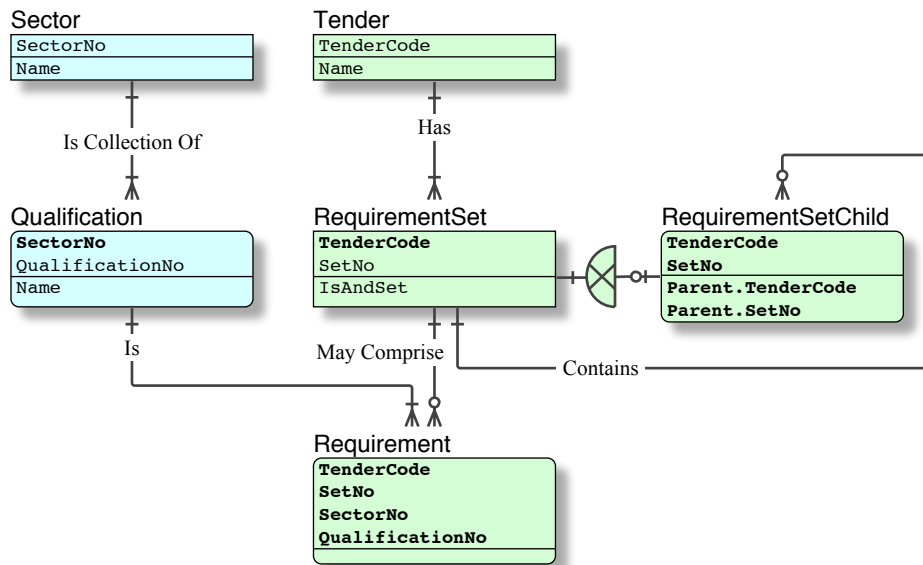 Sector
SectorNo
Name
Tender
TenderCode
Name
Is Collection Of
Has
Qualification
SectorNo
QualificationNo
Name
RequirementSet
TenderCode
SetNo
IsAndSet
RequirementSetChild
TenderCode
SetNo
Parent.TenderCode
Parent.SetNo
Is
May Comprise
Contains
Requirement
TenderCode
SetNo
SectorNo
QualificationNo